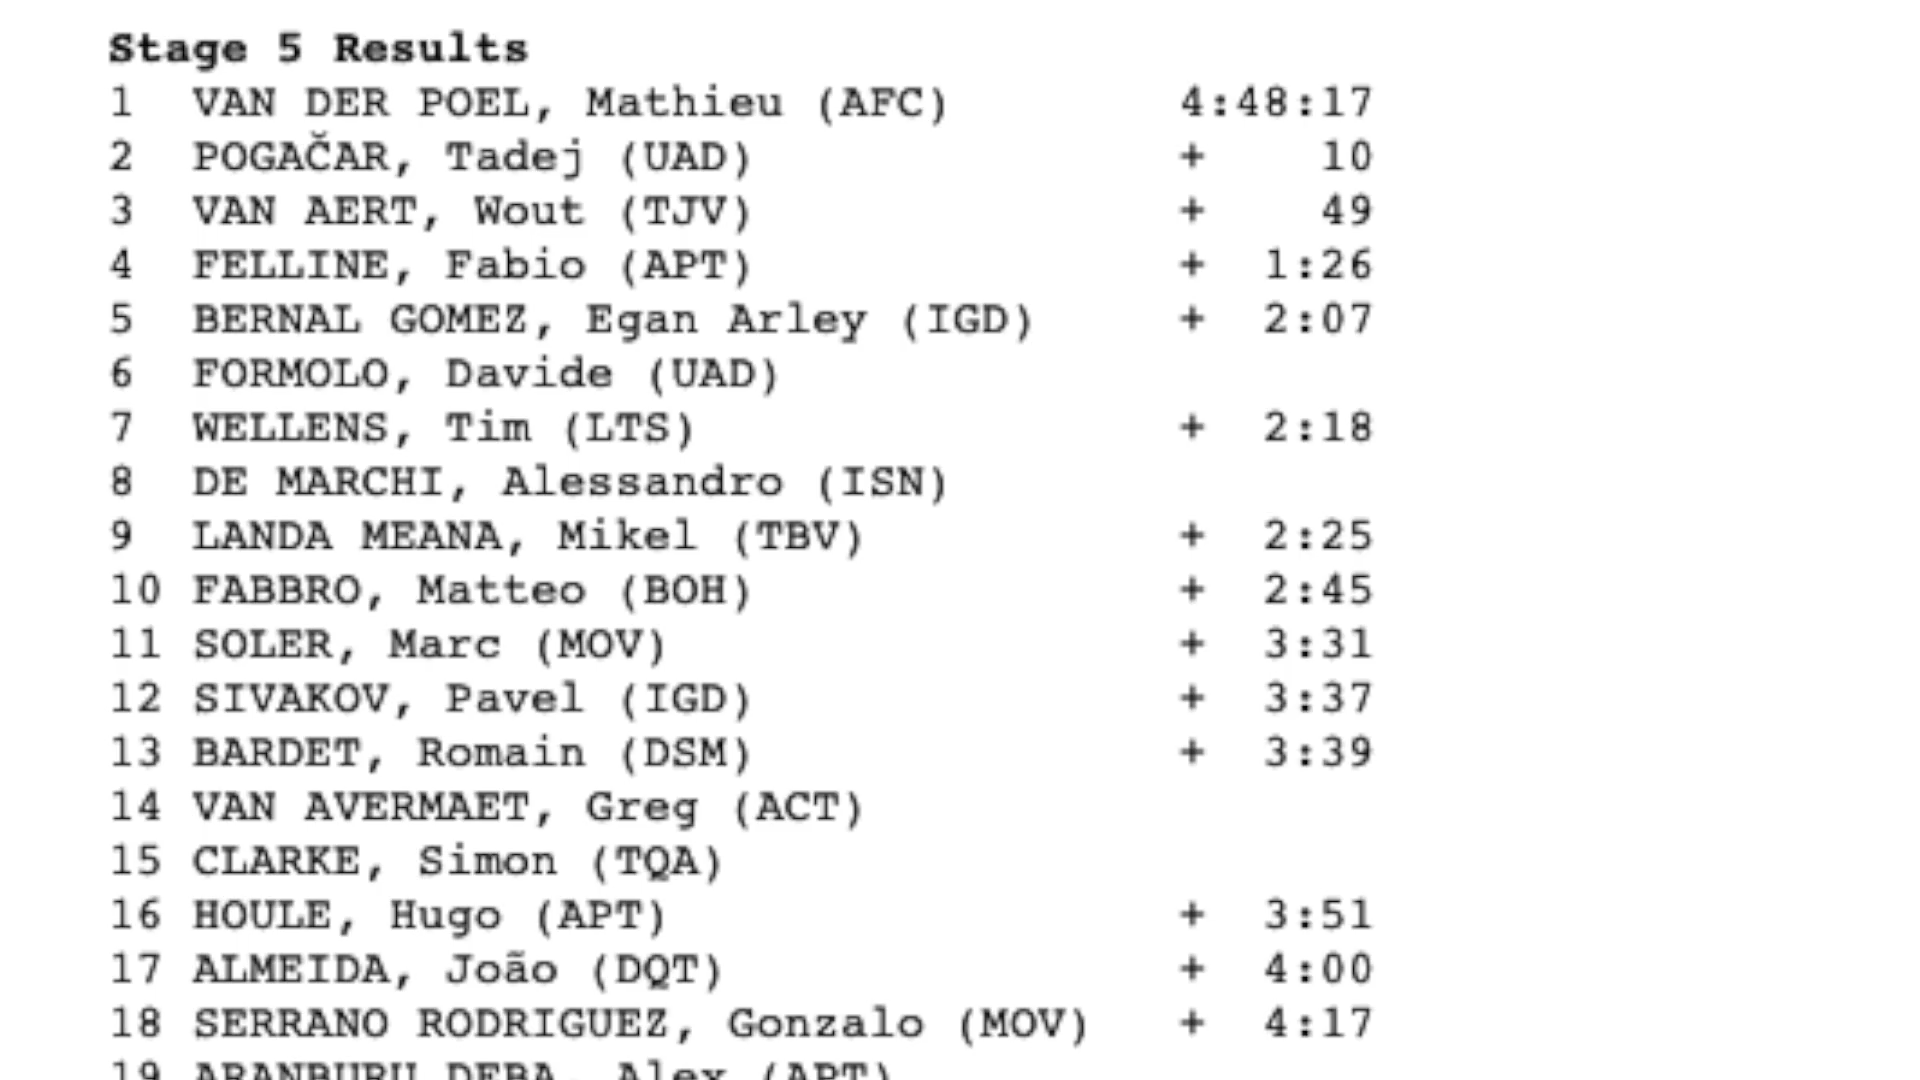 Stage 5 Results
1 VAN DER POEL, Mathieu (AFC) 4:48:17
2 POGAČAR, Tadej (UAD) + 10
3 VAN AERT, Wout (TJV) + 49
4 FELLINE, Fabio (APT) + 1:26
5 BERNAL GOMEZ, Egan Arley (IGD) + 2:07
6 FORMOLO, Davide (UAD)
7 WELLENS, Tim (LTS) + 2:18
8 DE MARCHI, Alessandro (ISN)
9 LANDA MEANA, Mikel (TBV) + 2:25
10 FABBRO, Matteo (BOH) + 2:45
11 SOLER, Marc (MOV) + 3:31
12 SIVAKOV, Pavel (IGD) + 3:37
13 BARDET, Romain (DSM) + 3:39
14 VAN AVERMAET, Greg (ACT)
15 CLARKE, Simon (TQA)
16 HOULE, Hugo (APT) + 3:51
17 ALMEIDA, João (DQT) + 4:00
18 SERRANO RODRIGUEZ, Gonzalo (MOV) + 4:17
19 ARANBURU DEBA, Alex (APT)